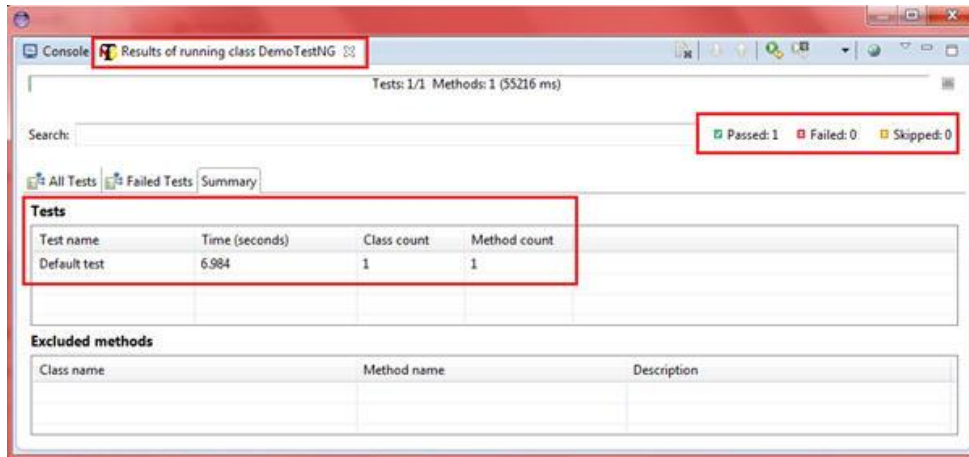 Console Results of running class DemoTestNG
Tests: 1/1 Methods: 1 (55216 ms)
Search: Passed: 1 Failed: 0 Skipped: 0
All Tests Failed Tests Summary
Tests
Test name Time (seconds) Class count Method count
Default test 6.984 1 1
Excluded methods
Class name Method name Description